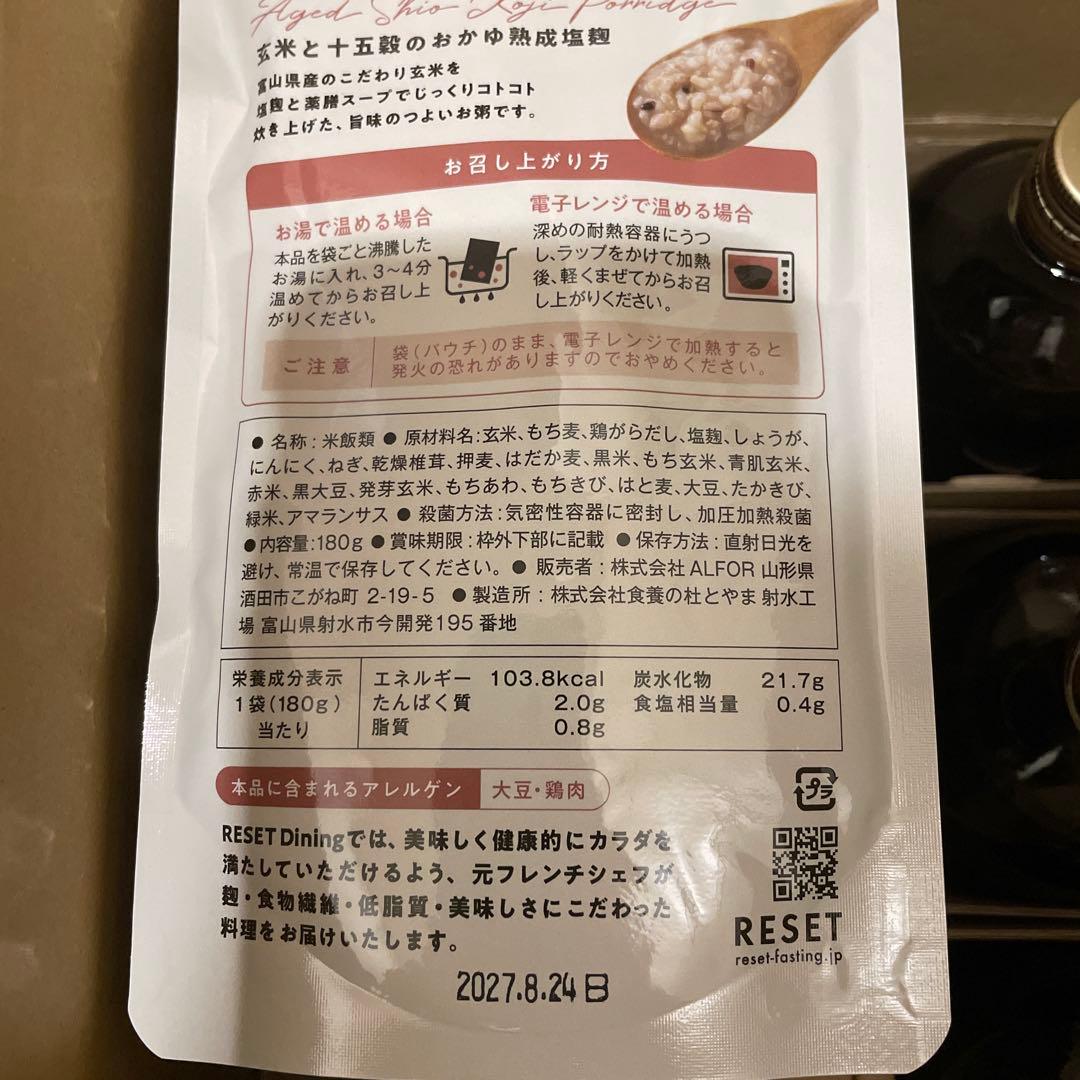 Aged Shio Koji Porridge
玄米と十五穀のおかゆ熟成塩麹
富山県産のこだわり玄米を
塩麹と薬膳スープでじっくりコトコト
炊き上げた、旨味のつよいお粥です。
お召し上がり方
お湯で温める場合
本品を袋ごと沸騰した
お湯に入れ、3〜4分
温めてからお召し上
がりください。
電子レンジで温める場合
深めの耐熱容器にうつ
し、ラップをかけて加熱
後、軽くまぜてからお召
し上がりください。
ご注意
袋(パウチ)のまま、電子レンジで加熱すると
発火の恐れがありますのでおやめください。
● 名称:米飯類 ● 原材料名:玄米、もち麦、鶏がらだし、塩麹、しょうが、
にんにく、ねぎ、乾燥椎茸、押麦、はだか麦、黒米、もち玄米、青肌玄米、
赤米、黒大豆、発芽玄米、もちあわ、もちきび、はと麦、大豆、たかきび、
緑米、アマランサス ● 殺菌方法:気密性容器に密封し、加圧加熱殺菌
●内容量:180g ●賞味期限:枠外下部に記載 ●保存方法:直射日光を
避け、常温で保存してください。 ● 販売者:株式会社ALFOR 山形県
酒田市こがね町 2-19-5 ●製造所:株式会社食養の杜とやま 射水工
場 富山県射水市今開発195番地
栄養成分表示
1袋(180g)
当たり
エネルギー 103.8kcal
たんぱく質 2.0g
脂質 0.8g
炭水化物 21.7g
食塩相当量 0.4g
本品に含まれるアレルゲン 大豆・鶏肉
プラ
RESET Diningでは、美味しく健康的にカラダを
満たしていただけるよう、元フレンチシェフが
麹・食物繊維・低脂質・美味しさにこだわった
料理をお届けいたします。
RESET
reset-fasting.jp
2027.8.24日